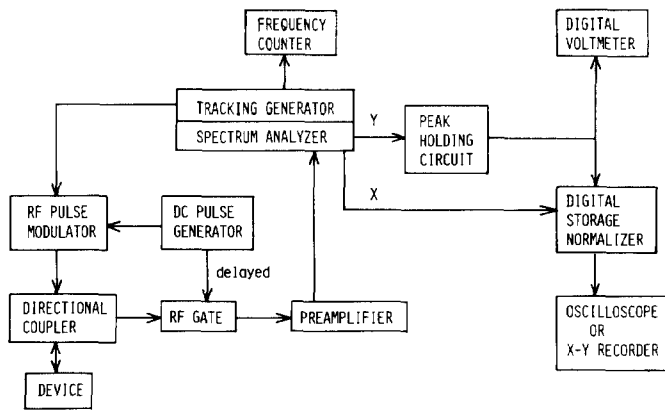 FREQUENCY
COUNTER
DIGITAL
VOLTMETER
TRACKING GENERATOR
SPECTRUM ANALYZER
Y
PEAK
HOLDING
CIRCUIT
X
RF PULSE
MODULATOR
DC PULSE
GENERATOR
DIGITAL
STORAGE
NORMALIZER
delayed
DIRECTIONAL
COUPLER
RF GATE
PREAMPLIFIER
OSCILLOSCOPE
OR
X-Y RECORDER
DEVICE